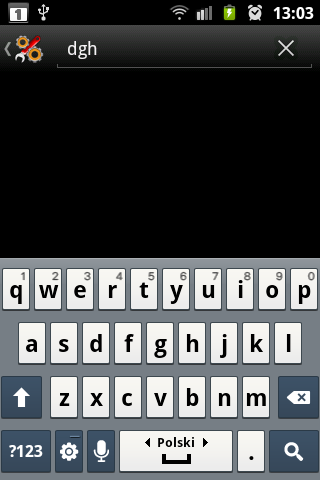 1 13:03
dgh
1 2 3 4 5 6 7 8 9 0
q w e r t y u i o p
a s d f g h j k l
z x c v b n m
?123 Polski .